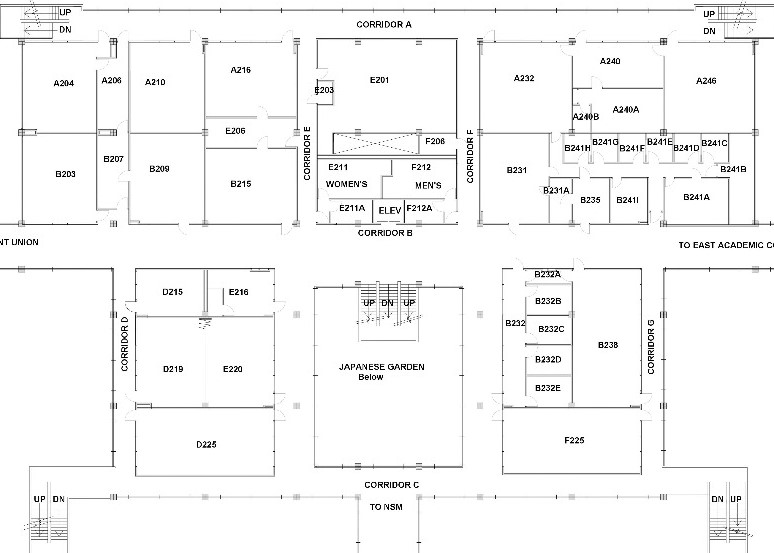 UP
DN
CORRIDOR A
UP
DN
A204
A206
A210
A216
E203
E201
A232
A240
A246
A240B
A240A
E206
F206
CORRIDOR E
CORRIDOR F
B203
B207
B209
B215
E211
WOMEN'S
F212
MEN'S
E211A
ELEV
F212A
B231
B241H
B241G
B241F
B241E
B241D
B241C
B241B
B231A
B235
B241I
B241A
CORRIDOR B
NT UNION
TO EAST ACADEMIC CO
D215
E216
UP
DN
UP
B232A
B232B
B232
B232C
B232D
B232E
B238
CORRIDOR D
CORRIDOR G
D219
E220
JAPANESE GARDEN
Below
D225
F225
CORRIDOR C
TO NSM
UP
DN
DN
UP